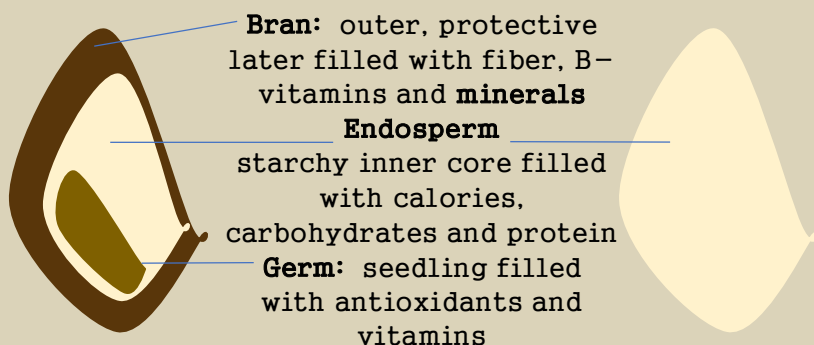 Bran: outer, protective
later filled with fiber, B-
vitamins and minerals
Endosperm
starchy inner core filled
with calories,
carbohydrates and protein
Germ: seedling filled
with antioxidants and
vitamins